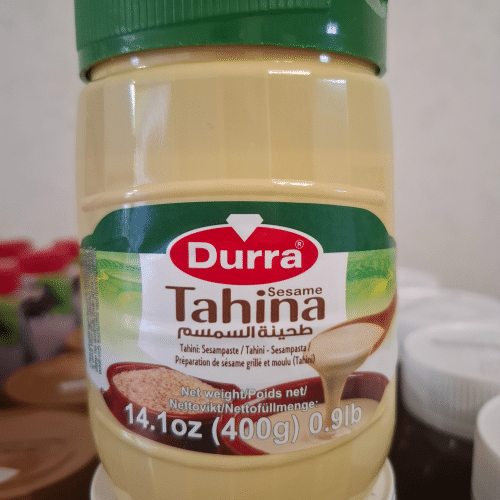 Durra®
Sesame
Tahina
طحينة السمسم
Tahini: Sesampaste / Tahini - Sesampasta /
Préparation de sésame grillé et moulu (Tahini)
Net weight/Poids net/
Nettovikt/Nettofüllmenge:
14.1oz (400g) 0.9lb